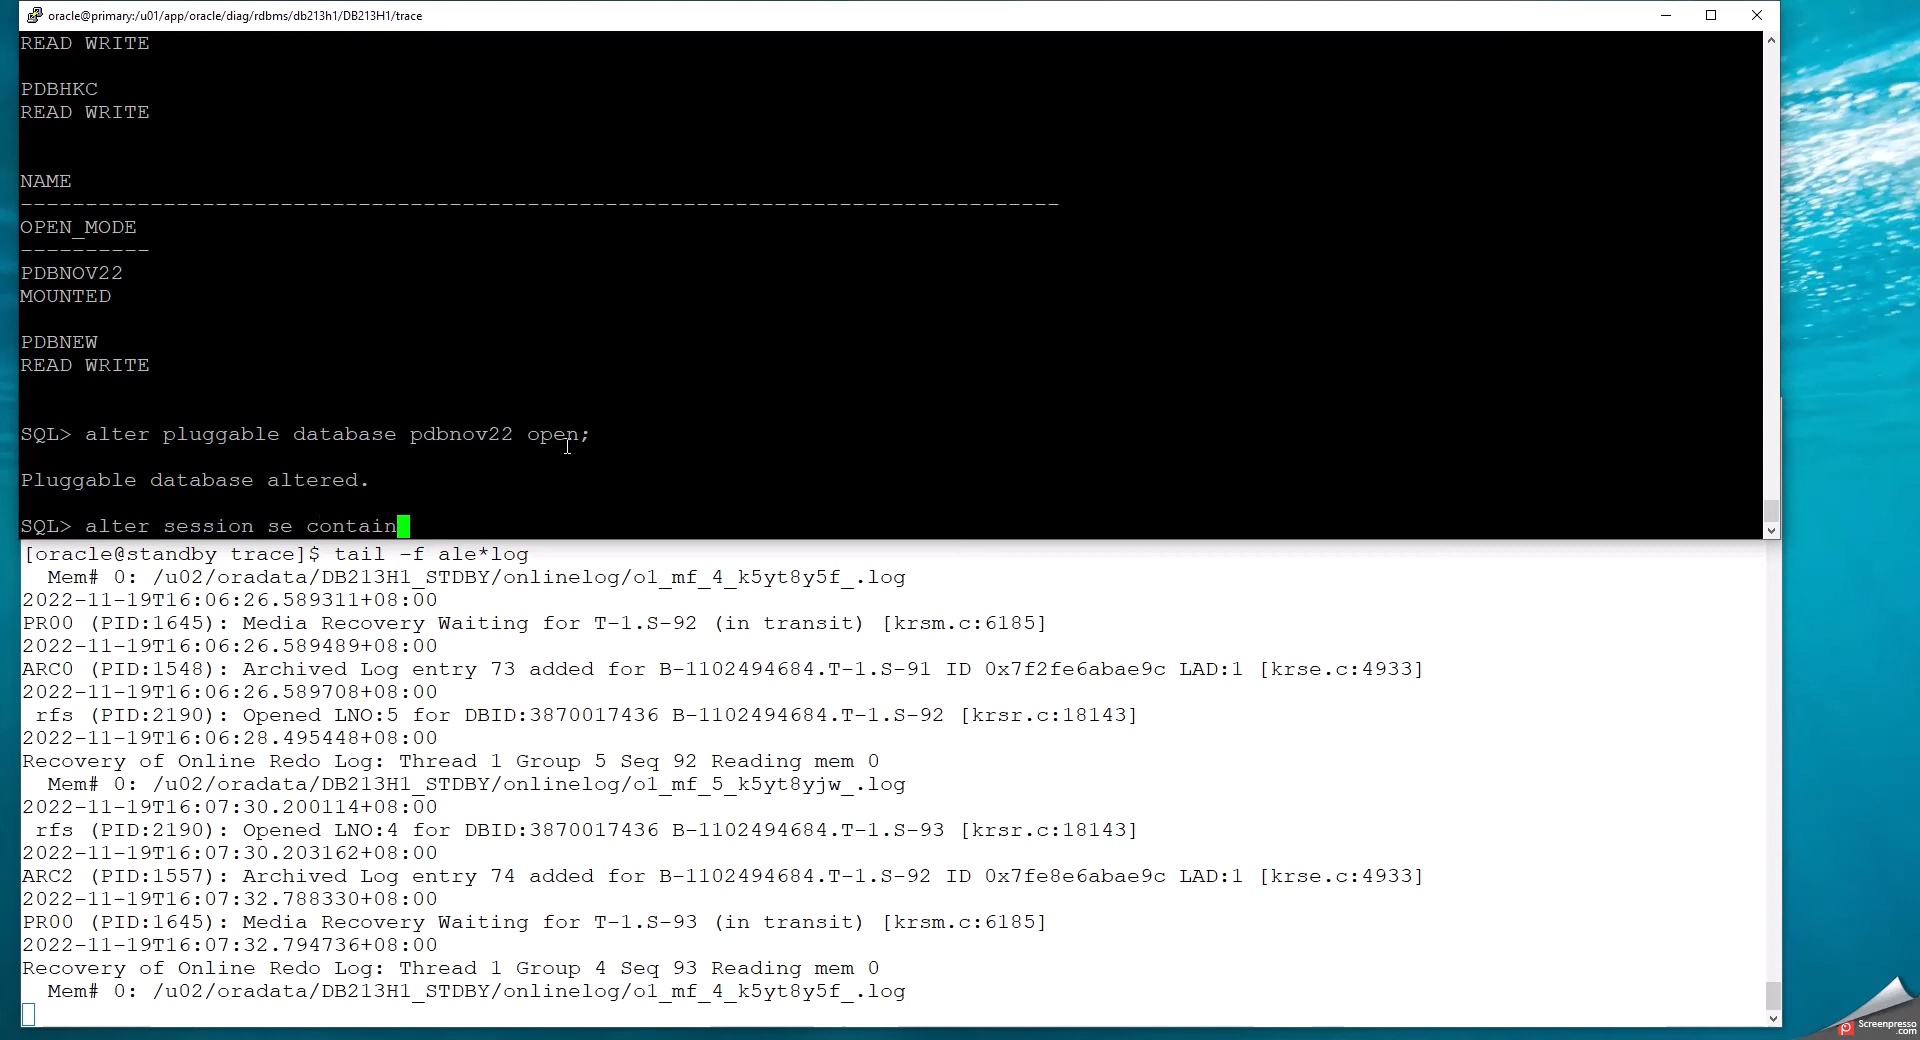 oracle@primary:/u01/app/oracle/diag/rdbms/db213h1/DB213H1/trace
READ WRITE
PDBHKC
READ WRITE
NAME
--------------------------------------------------------------------------------
OPEN_MODE
----------
PDBNOV22
MOUNTED
PDBNEW
READ WRITE
SQL> alter pluggable database pdbnov22 open;
Pluggable database altered.
SQL> alter session se contain
[oracle@standby trace]$ tail -f ale*log
Mem# 0: /u02/oradata/DB213H1_STDBY/onlinelog/o1_mf_4_k5yt8y5f_.log
2022-11-19T16:06:26.589311+08:00
PR00 (PID:1645): Media Recovery Waiting for T-1.S-92 (in transit) [krsm.c:6185]
2022-11-19T16:06:26.589489+08:00
ARC0 (PID:1548): Archived Log entry 73 added for B-1102494684.T-1.S-91 ID 0x7f2fe6abae9c LAD:1 [krse.c:4933]
2022-11-19T16:06:26.589708+08:00
rfs (PID:2190): Opened LNO:5 for DBID:3870017436 B-1102494684.T-1.S-92 [krsr.c:18143]
2022-11-19T16:06:28.495448+08:00
Recovery of Online Redo Log: Thread 1 Group 5 Seq 92 Reading mem 0
Mem# 0: /u02/oradata/DB213H1_STDBY/onlinelog/o1_mf_5_k5yt8yjw_.log
2022-11-19T16:07:30.200114+08:00
rfs (PID:2190): Opened LNO:4 for DBID:3870017436 B-1102494684.T-1.S-93 [krsr.c:18143]
2022-11-19T16:07:30.203162+08:00
ARC2 (PID:1557): Archived Log entry 74 added for B-1102494684.T-1.S-92 ID 0x7fe8e6abae9c LAD:1 [krse.c:4933]
2022-11-19T16:07:32.788330+08:00
PR00 (PID:1645): Media Recovery Waiting for T-1.S-93 (in transit) [krsm.c:6185]
2022-11-19T16:07:32.794736+08:00
Recovery of Online Redo Log: Thread 1 Group 4 Seq 93 Reading mem 0
Mem# 0: /u02/oradata/DB213H1_STDBY/onlinelog/o1_mf_4_k5yt8y5f_.log
Screenpresso
.com